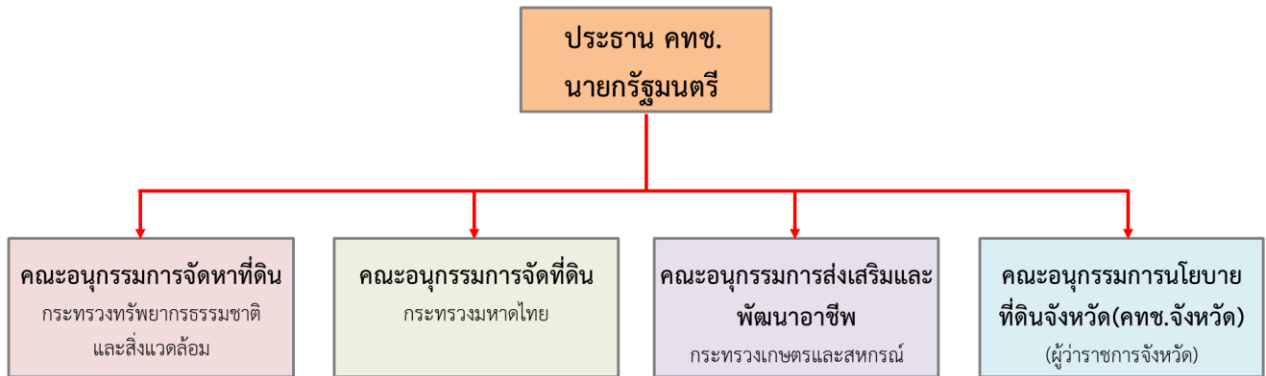 ประธาน คทช.
นายกรัฐมนตรี
คณะอนุกรรมการจัดหาที่ดิน
กระทรวงทรัพยากรธรรมชาติ
และสิ่งแวดล้อม
คณะอนุกรรมการจัดที่ดิน
กระทรวงมหาดไทย
คณะอนุกรรมการส่งเสริมและ
พัฒนาอาชีพ
กระทรวงเกษตรและสหกรณ์
คณะอนุกรรมการนโยบาย
ที่ดินจังหวัด(คทช.จังหวัด)
(ผู้ว่าราชการจังหวัด)